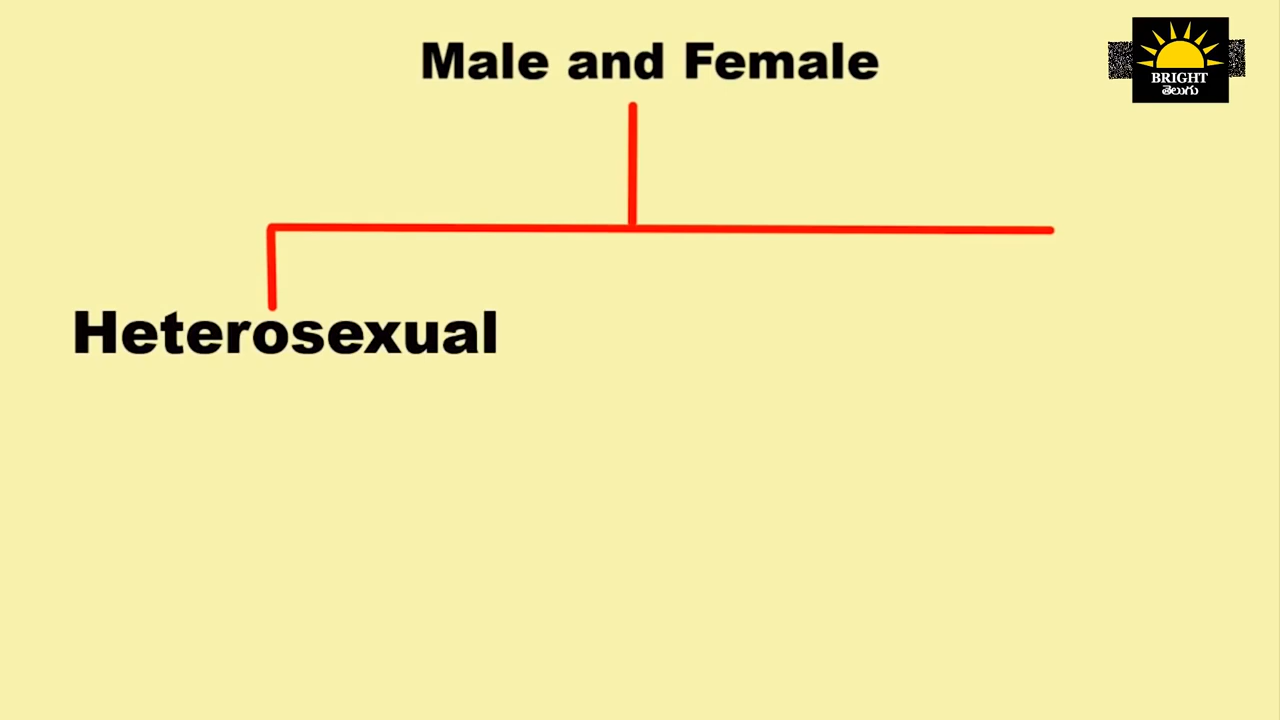 Male and Female
BRIGHT
తెలుగు
Heterosexual